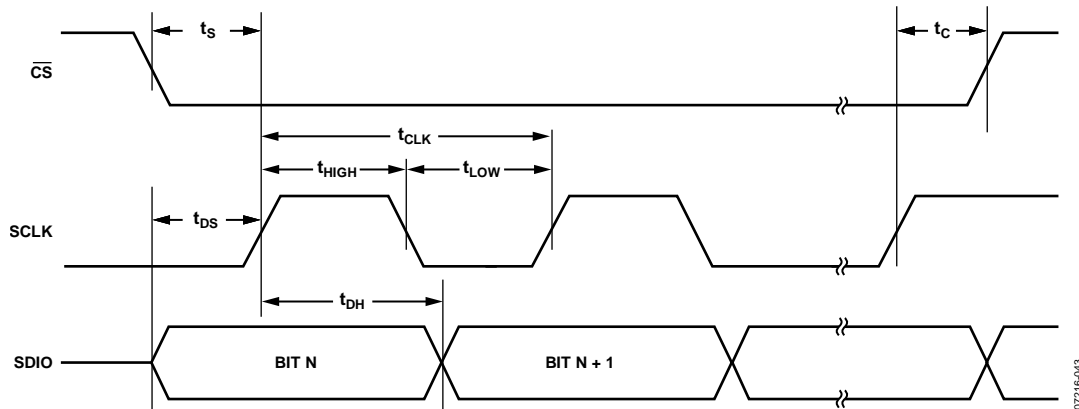 tS
tC
CS
tCLK
tHIGH
tLOW
tDS
SCLK
tDH
SDIO
BIT N
BIT N + 1
07216-043